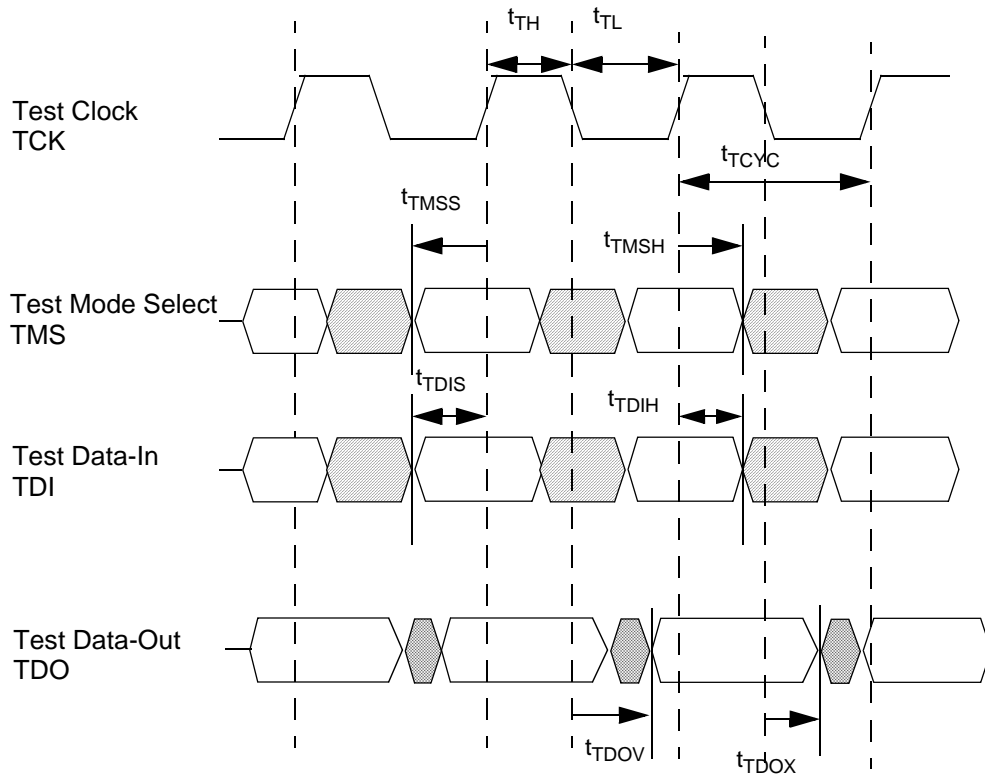 tTH
tTL
Test Clock
TCK
tTCYC
tTMSS
tTMSH
Test Mode Select
TMS
tTDIS
tTDIH
Test Data-In
TDI
Test Data-Out
TDO
tTDOV
tTDOX